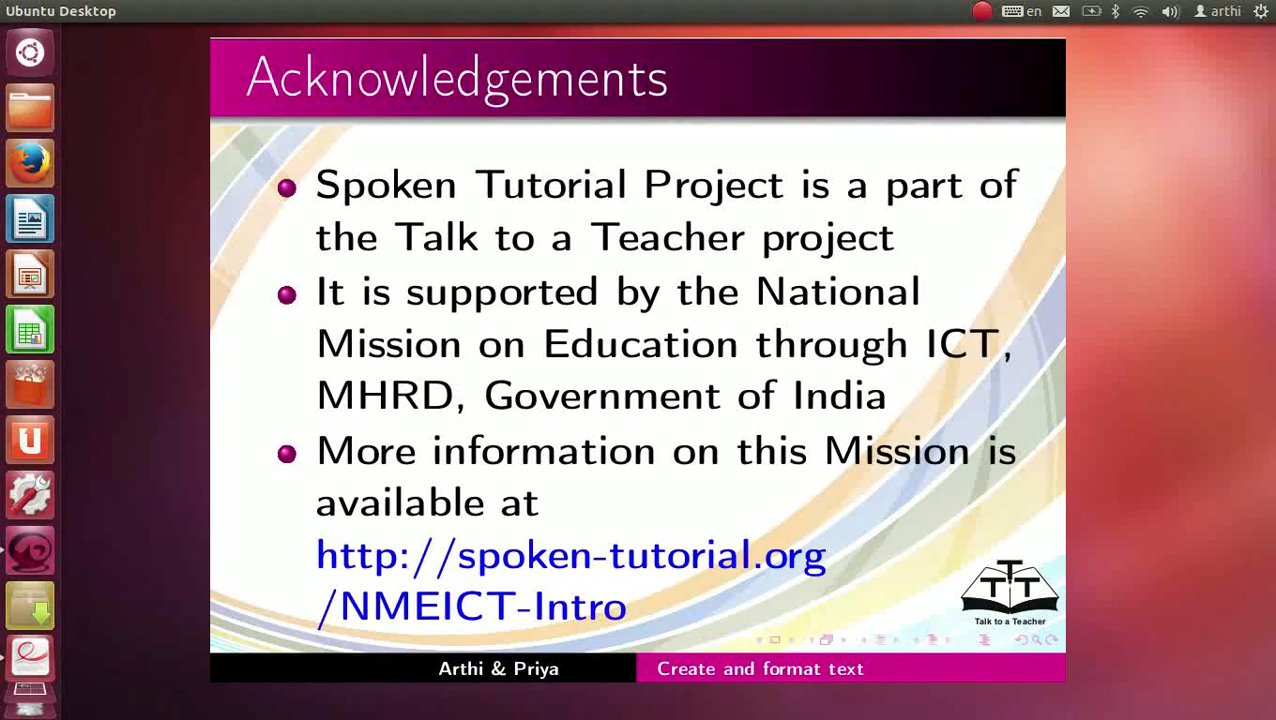 Ubuntu Desktop
en
arthi
Acknowledgements
Spoken Tutorial Project is a part of
the Talk to a Teacher project
It is supported by the National
Mission on Education through ICT,
MHRD, Government of India
More information on this Mission is
available at
http://spoken-tutorial.org
/NMEICT-Intro
TTT
Talk to a Teacher
Arthi & Priya
Create and format text